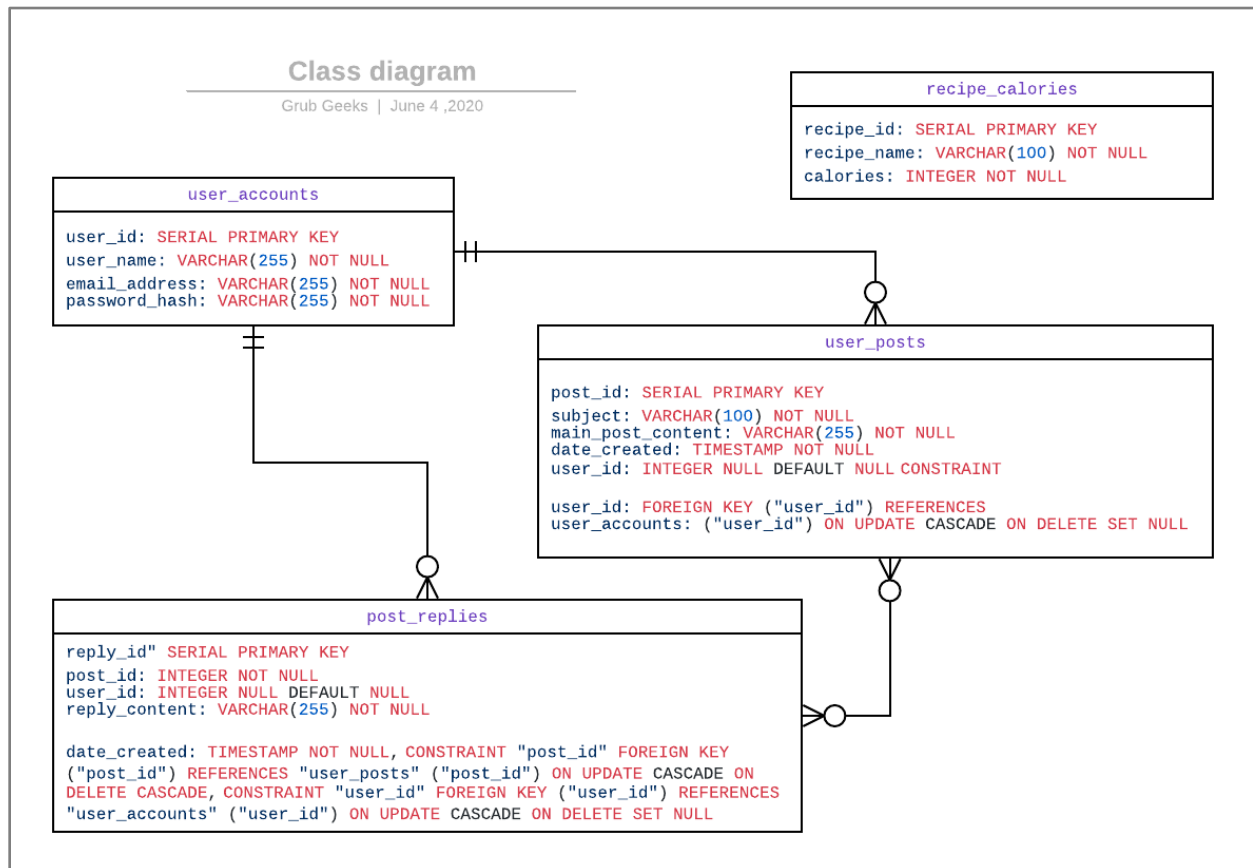 Class diagram
Grub Geeks | June 4 ,2020
recipe_calories
recipe_id: SERIAL PRIMARY KEY
recipe_name: VARCHAR(100) NOT NULL
calories: INTEGER NOT NULL
user_accounts
user_id: SERIAL PRIMARY KEY
user_name: VARCHAR(255) NOT NULL
email_address: VARCHAR(255) NOT NULL
password_hash: VARCHAR(255) NOT NULL
user_posts
post_id: SERIAL PRIMARY KEY
subject: VARCHAR(100) NOT NULL
main_post_content: VARCHAR(255) NOT NULL
date_created: TIMESTAMP NOT NULL
user_id: INTEGER NULL DEFAULT NULL CONSTRAINT
user_id: FOREIGN KEY ("user_id") REFERENCES
user_accounts: ("user_id") ON UPDATE CASCADE ON DELETE SET NULL
post_replies
reply_id" SERIAL PRIMARY KEY
post_id: INTEGER NOT NULL
user_id: INTEGER NULL DEFAULT NULL
reply_content: VARCHAR(255) NOT NULL
date_created: TIMESTAMP NOT NULL, CONSTRAINT "post_id" FOREIGN KEY
("post_id") REFERENCES "user_posts" ("post_id") ON UPDATE CASCADE ON
DELETE CASCADE, CONSTRAINT "user_id" FOREIGN KEY ("user_id") REFERENCES
"user_accounts" ("user_id") ON UPDATE CASCADE ON DELETE SET NULL